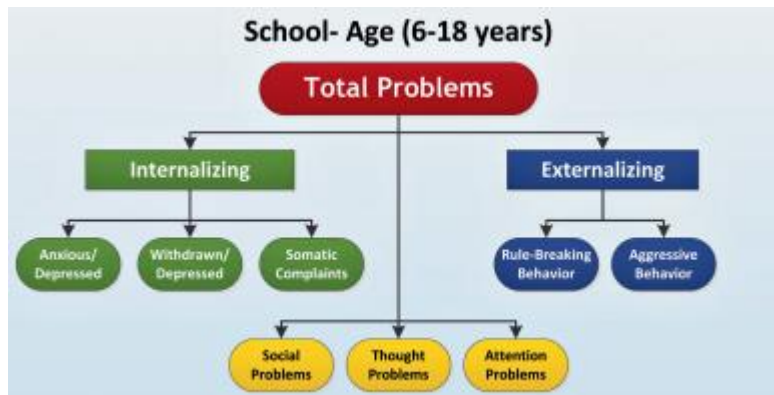 School- Age (6-18 years)
Total Problems
Internalizing
Externalizing
Anxious/
Depressed
Withdrawn/
Depressed
Somatic
Complaints
Rule-Breaking
Behavior
Aggressive
Behavior
Social
Problems
Thought
Problems
Attention
Problems